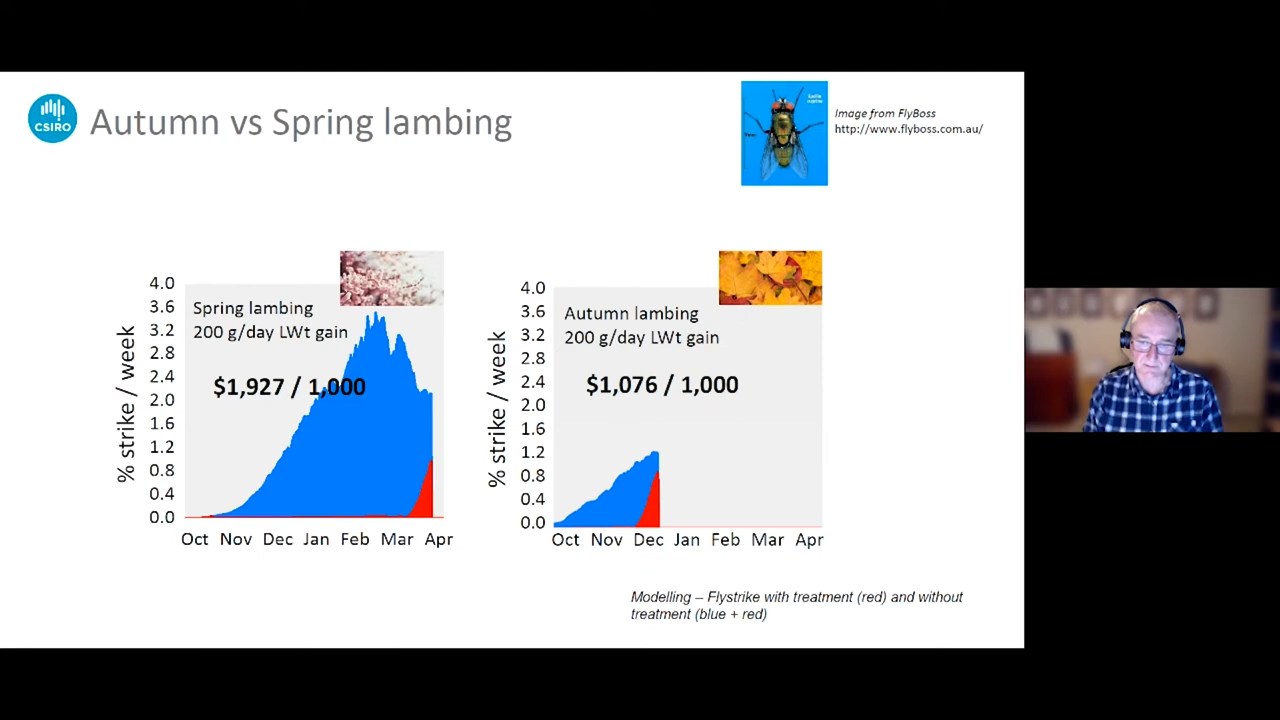 CSIRO
Autumn vs Spring lambing
Image from FlyBoss
http://www.flyboss.com.au/
4.0
3.6
3.2
2.8
2.4
2.0
1.6
1.2
0.8
0.4
0.0
% strike / week
Spring lambing
200 g/day LWt gain
$1,927 / 1,000
Oct Nov Dec Jan Feb Mar Apr
4.0
3.6
3.2
2.8
2.4
2.0
1.6
1.2
0.8
0.4
0.0
% strike / week
Autumn lambing
200 g/day LWt gain
$1,076 / 1,000
Oct Nov Dec Jan Feb Mar Apr
Modelling – Flystrike with treatment (red) and without
treatment (blue + red)